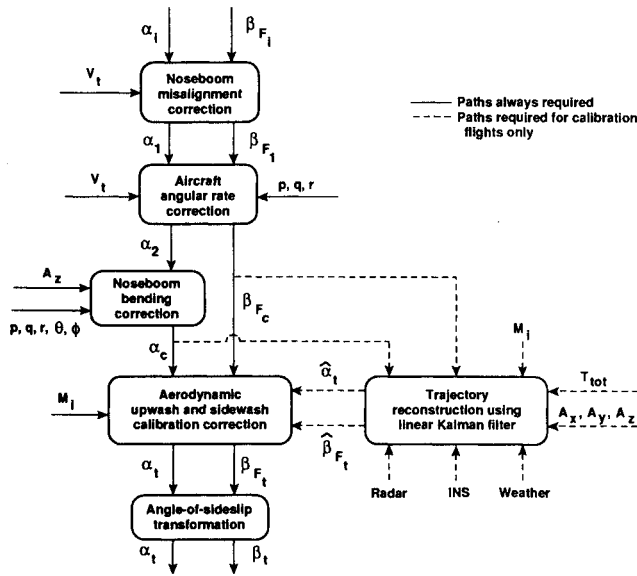 α_i
β_F_i
V_t
Noseboom
misalignment
correction
Paths always required
Paths required for calibration
flights only
α_1
β_F_1
V_t
Aircraft
angular rate
correction
p, q, r
α_2
A_z
Noseboom
bending
correction
p, q, r, θ, ϕ
β_F_c
α_c
M_i
α̂_t
T_tot
M_i
Aerodynamic
upwash and sidewash
calibration correction
Trajectory
reconstruction using
linear Kalman filter
A_x, A_y, A_z
β̂_F_t
α_t
β_F_t
Radar
INS
Weather
Angle-of-sideslip
transformation
α_t
β_t